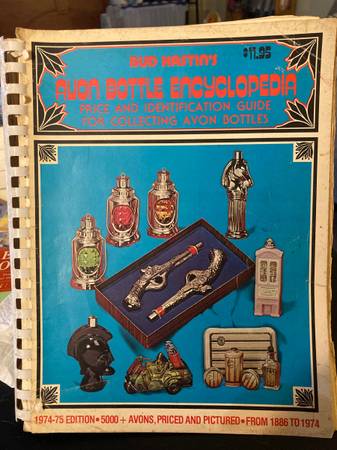 BUD HASTIN'S
$11.95
AVON BOTTLE ENCYCLOPEDIA
PRICE AND IDENTIFICATION GUIDE
FOR COLLECTING AVON BOTTLES
1974-75 EDITION • 5000 + AVONS, PRICED AND PICTURED • FROM 1886 TO 1974